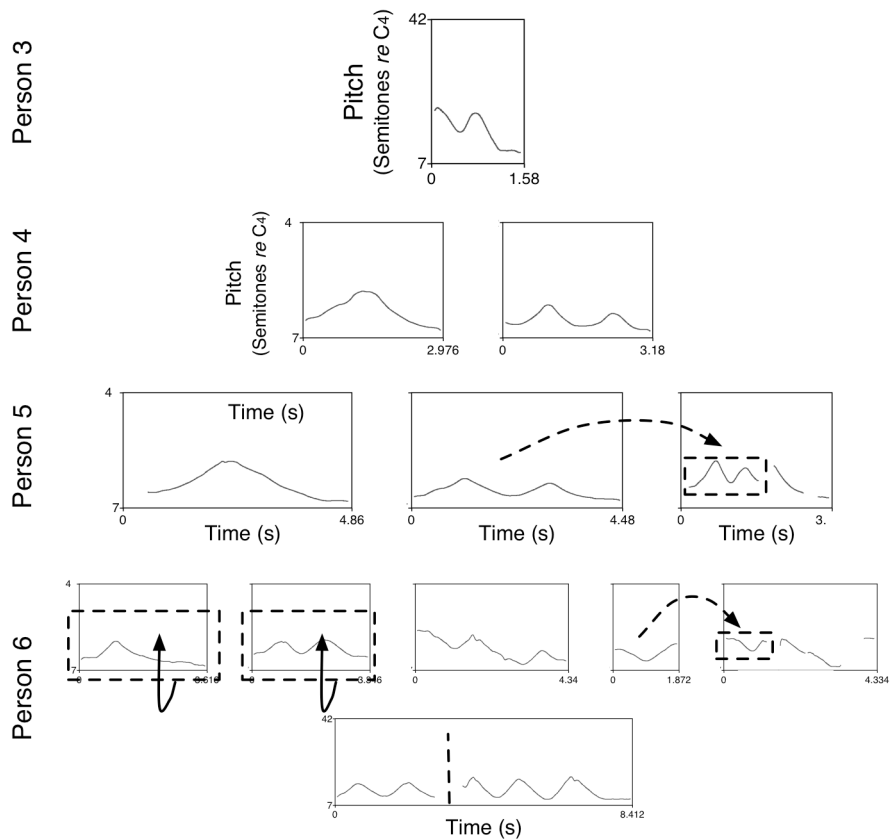 Person 3
Pitch
(Semitones re C4)
42
7
0 1.58
Person 4
Pitch
(Semitones re C4)
4
7
0 2.976
0 3.18
Person 5
4
7
Time (s)
0 4.86
Time (s)
0 4.48
Time (s)
0 3.
Time (s)
Person 6
4
7
0
0
0 4.34
0 1.872
0 4.334
42
7
0 8.412
Time (s)